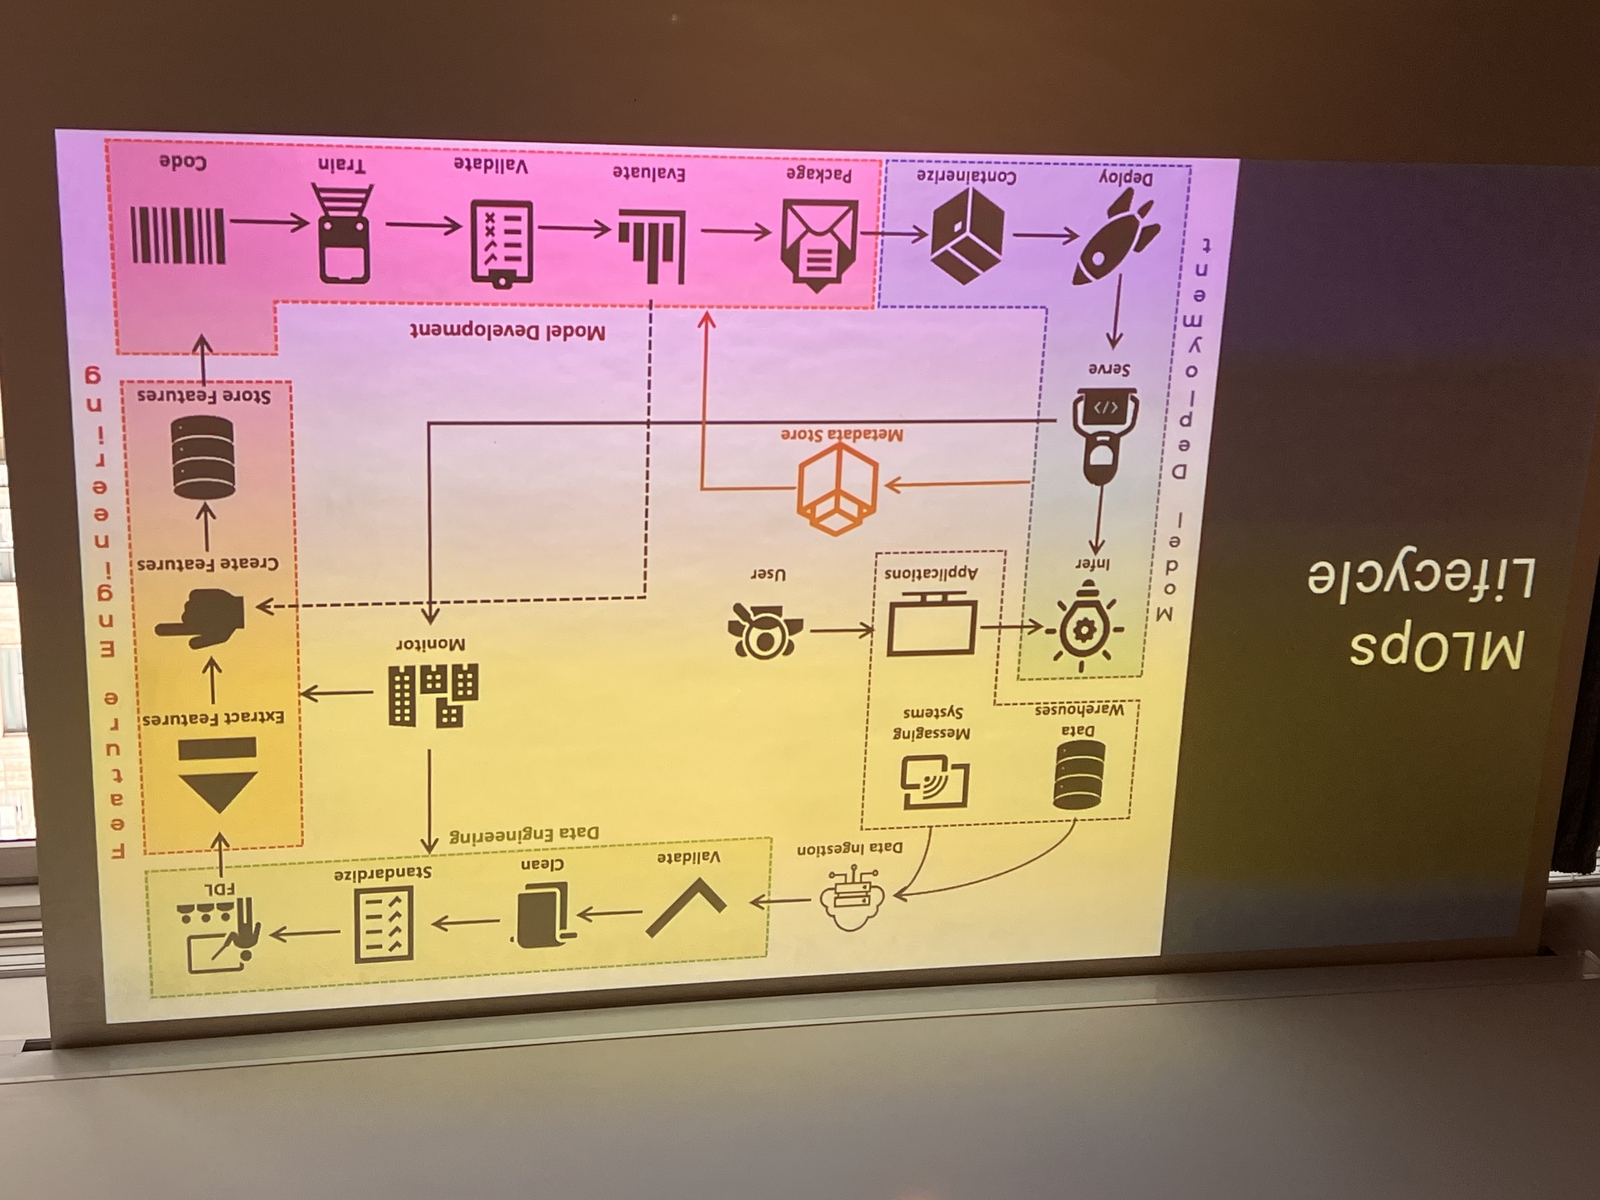 MLOps
Lifecycle
Data Ingestion
Validate
Clean
Standardize
FDL
Data Engineering
Data
Warehouses
Messaging
Systems
Applications
User
Infer
Serve
</>
Deploy
Containerize
Model Deployment
Metadata Store
Monitor
Extract Features
Create Features
Store Features
Feature Engineering
Model Development
Package
Evaluate
Validate
Train
Code